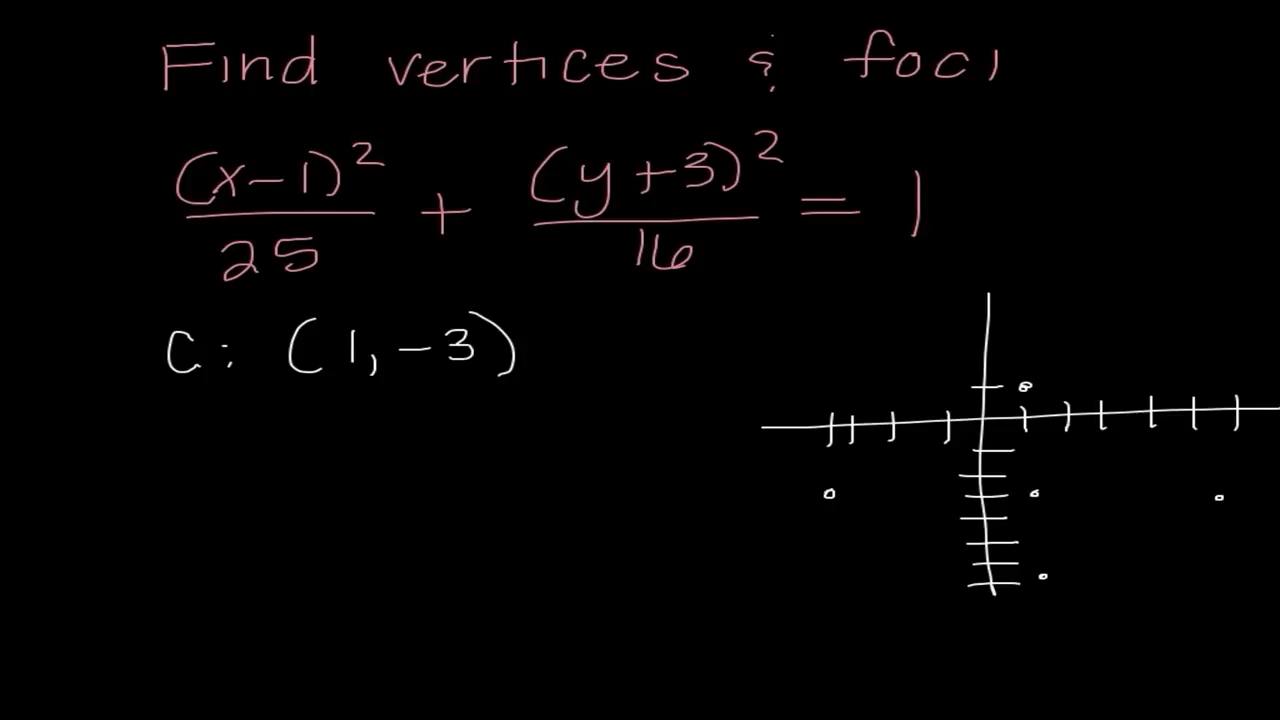 Find vertices & foci
(x-1)²/25 + (y+3)²/16 = 1
C: (1, -3)